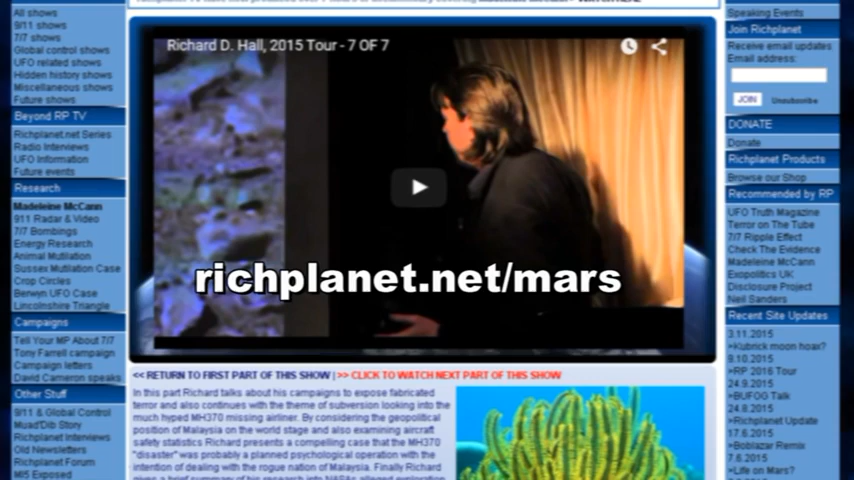 All shows
9/11 shows
7/7 shows
Global control shows
UFO related shows
Hidden history shows
Miscellaneous shows
Future shows
Beyond RP TV
Richplanet.net Series
Radio Interviews
UFO Information
Future events
Research
Madeleine McCann
911 Radar & Video
7/7 Bombings
Energy Research
Animal Mutilation
Sussex Mutilation Case
Crop Circles
Berwyn UFO Case
Lincolnshire Triangle
Campaigns
Tell Your MP About 7/7
Tony Farrell campaign
Campaign letters
David Cameron speaks
Other Stuff
9/11 & Global Control
Muad'Dib Story
Richplanet Interviews
Old Newsletters
Richplanet Forum
MI5 Exposed
Richard D. Hall, 2015 Tour - 7 OF 7
richplanet.net/mars
<< RETURN TO FIRST PART OF THIS SHOW | >> CLICK TO WATCH NEXT PART OF THIS SHOW
In this part Richard talks about his campaigns to expose fabricated
terror and also continues with the theme of subversion looking into the
much hyped MH370 missing airliner. By considering the geopolitical
position of Malaysia on the world stage and also examining aircraft
safety statistics Richard presents a compelling case that the MH370
"disaster" was probably a planned psychological operation with the
intention of dealing with the rogue nation of Malaysia. Finally Richard
Speaking Events
Join Richplanet
Receive email updates
Email address:
JOIN Unsubscribe
DONATE
Donate
Richplanet Products
Browse our Shop
Recommended by RP
UFO Truth Magazine
Terror on The Tube
7/7 Ripple Effect
Check The Evidence
Madeleine McCann
Exopolitics UK
Disclosure Project
Neil Sanders
Recent Site Updates
3.11.2015
>Kubrick moon hoax?
9.10.2015
>RP 2016 Tour
24.9.2015
>BUFOG Talk
24.8.2015
>Richplanet Update
17.6.2015
>Boblazar Remix
7.6.2015
>Life on Mars?